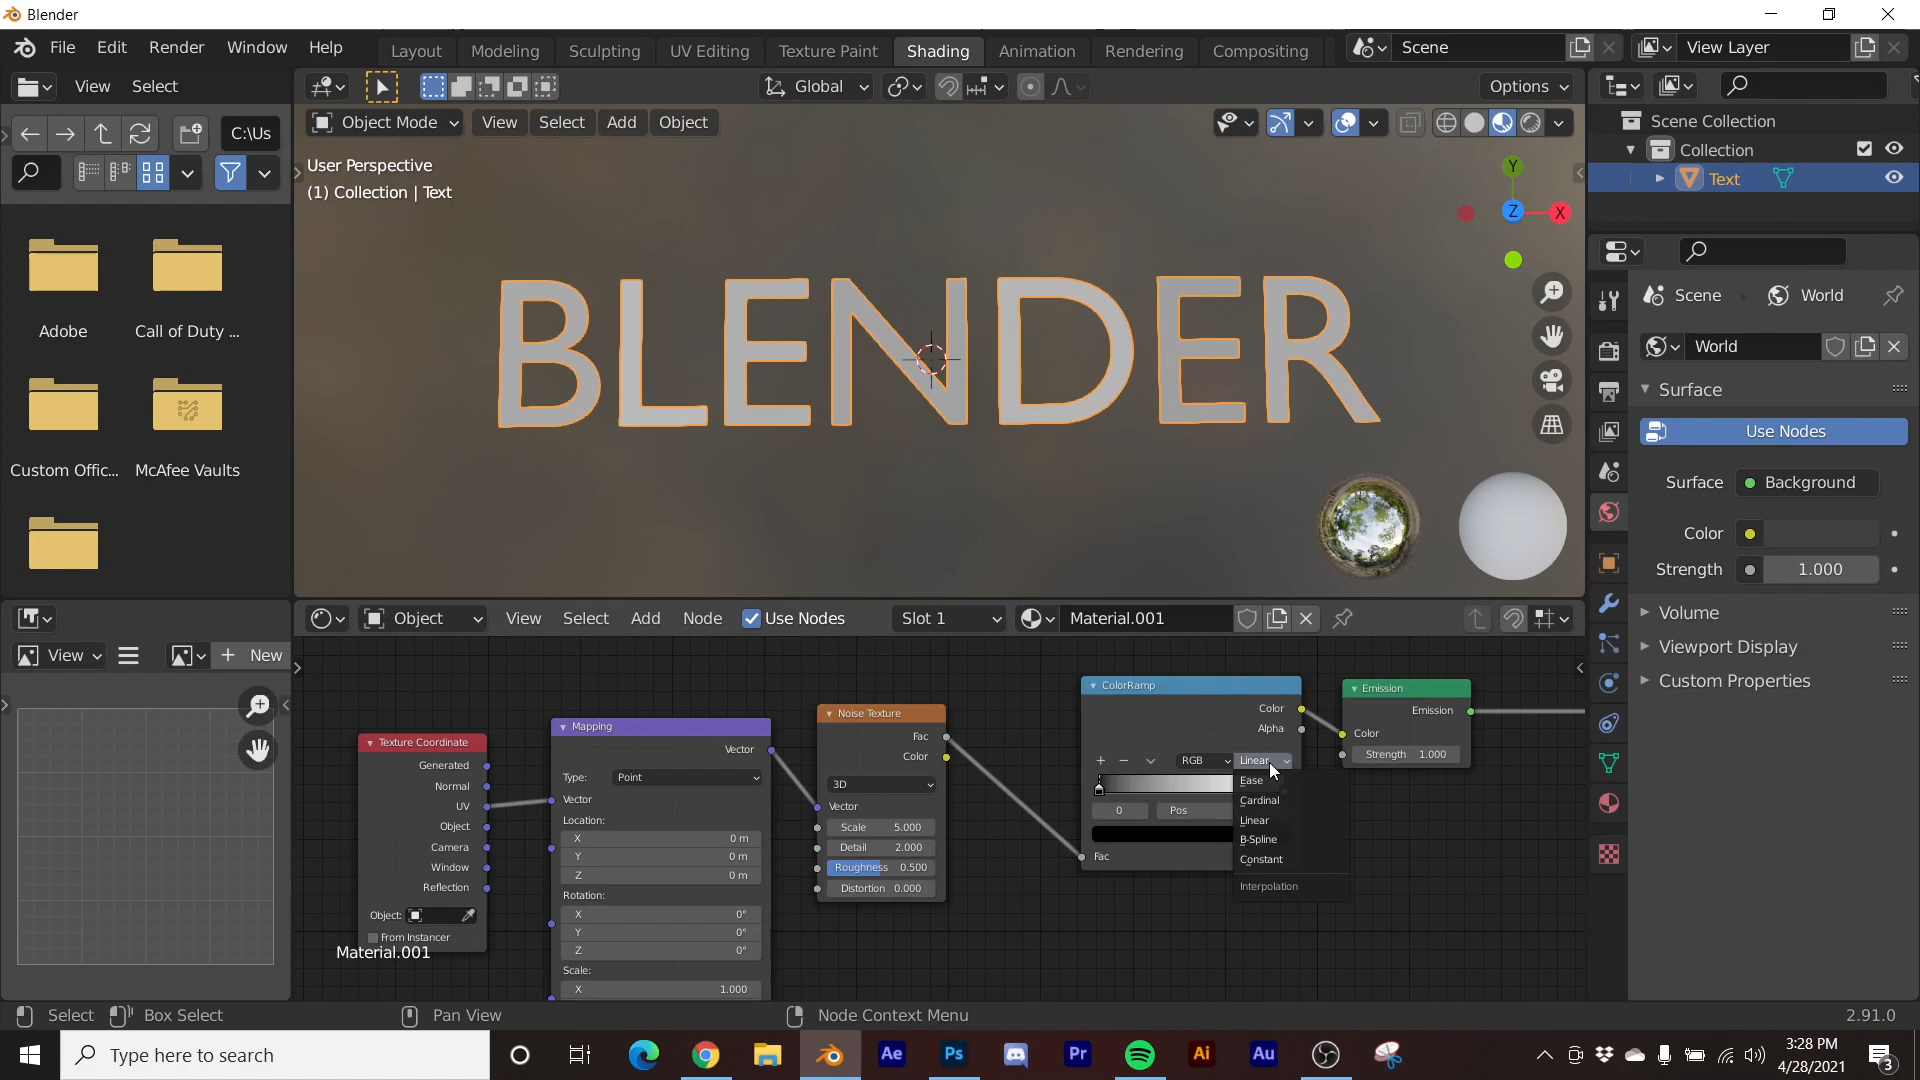 Blender
File Edit Render Window Help
Layout Modeling Sculpting UV Editing Texture Paint Shading Animation Rendering Compositing
Scene
View Layer
View Select
Global
Options
C:\Us
Object Mode View Select Add Object
User Perspective
(1) Collection | Text
BLENDER
Y
Z
X
Adobe
Call of Duty ...
Custom Offic...
McAfee Vaults
Scene Collection
Collection
Text
Scene World
World
Surface
Use Nodes
Surface Background
Color
Strength 1.000
Volume
Viewport Display
Custom Properties
View
New
Object View Select Add Node Use Nodes Slot 1 Material.001
Texture Coordinate
Generated
Normal
UV
Object
Camera
Window
Reflection
Object:
From Instancer
Material.001
Mapping
Vector
Type: Point
Vector
Location:
X 0 m
Y 0 m
Z 0 m
Rotation:
X 0°
Y 0°
Z 0°
Scale:
X 1.000
Noise Texture
Fac
Color
3D
Vector
Scale 5.000
Detail 2.000
Roughness 0.500
Distortion 0.000
ColorRamp
Color
Alpha
RGB Linear
0 Pos
Fac
Ease
Cardinal
Linear
B-Spline
Constant
Interpolation
Emission
Emission
Color
Strength 1.000
Select Box Select Pan View Node Context Menu 2.91.0
Type here to search
Ae
Ps
Pr
Ai
Au
3:28 PM
4/28/2021
3